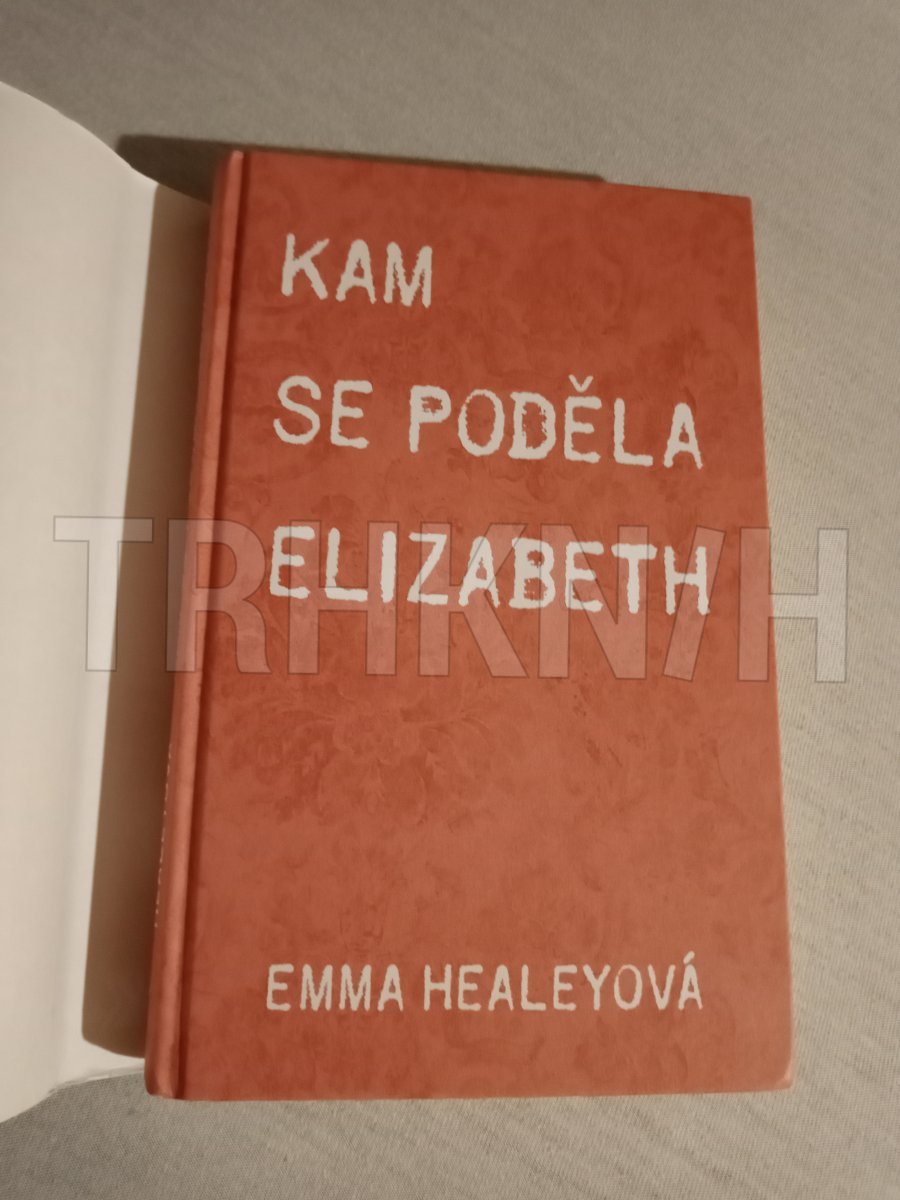 KAM
SE PODĚLA
ELIZABETH
TRHKNIH
EMMA HEALEYOVÁ